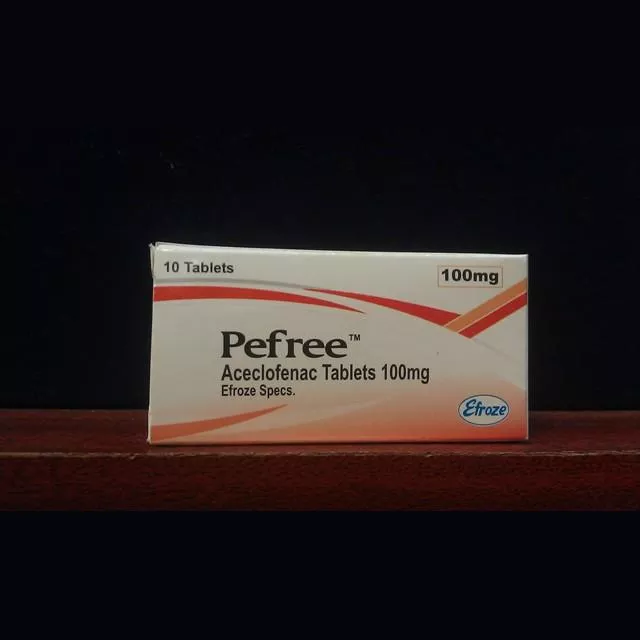 10 Tablets
100mg
Pefree™
Aceclofenac Tablets 100mg
Efroze Specs.
Efroze